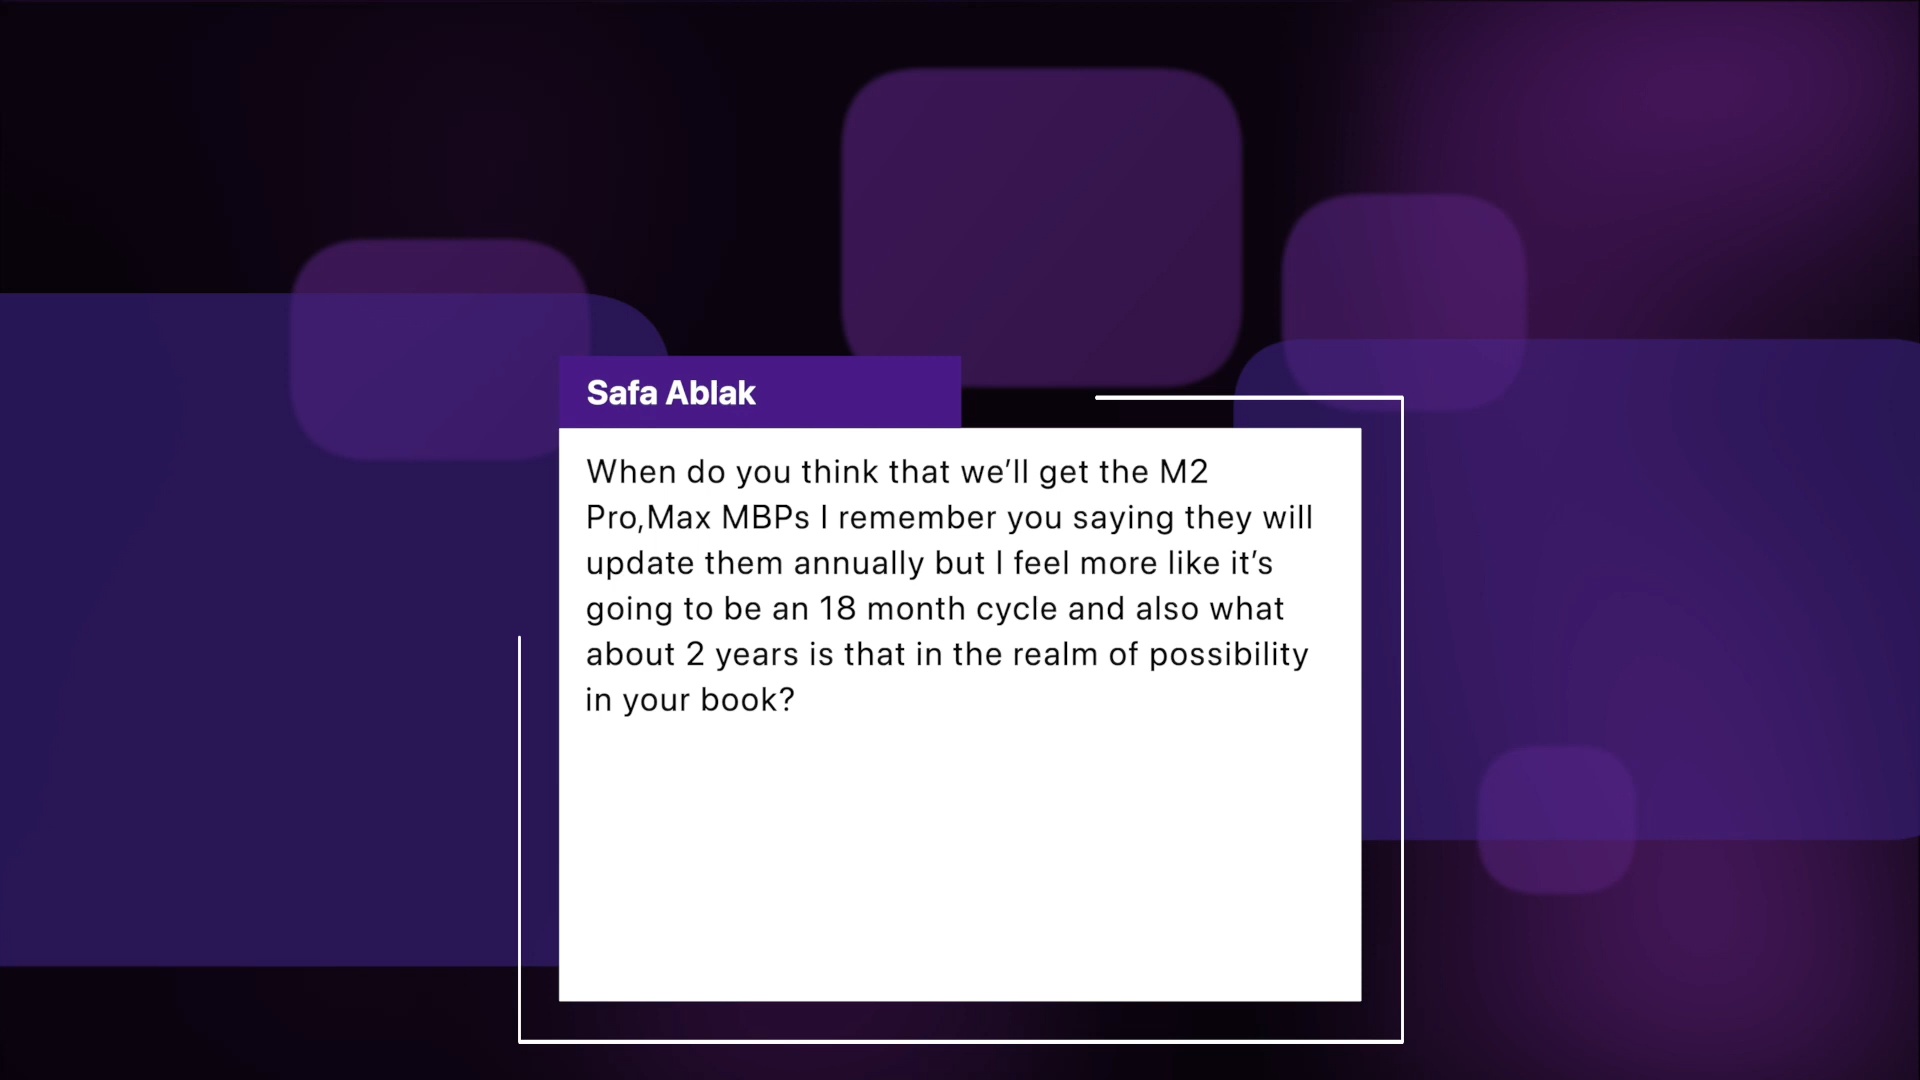 Safa Ablak
When do you think that we’ll get the M2
Pro,Max MBPs I remember you saying they will
update them annually but I feel more like it’s
going to be an 18 month cycle and also what
about 2 years is that in the realm of possibility
in your book?